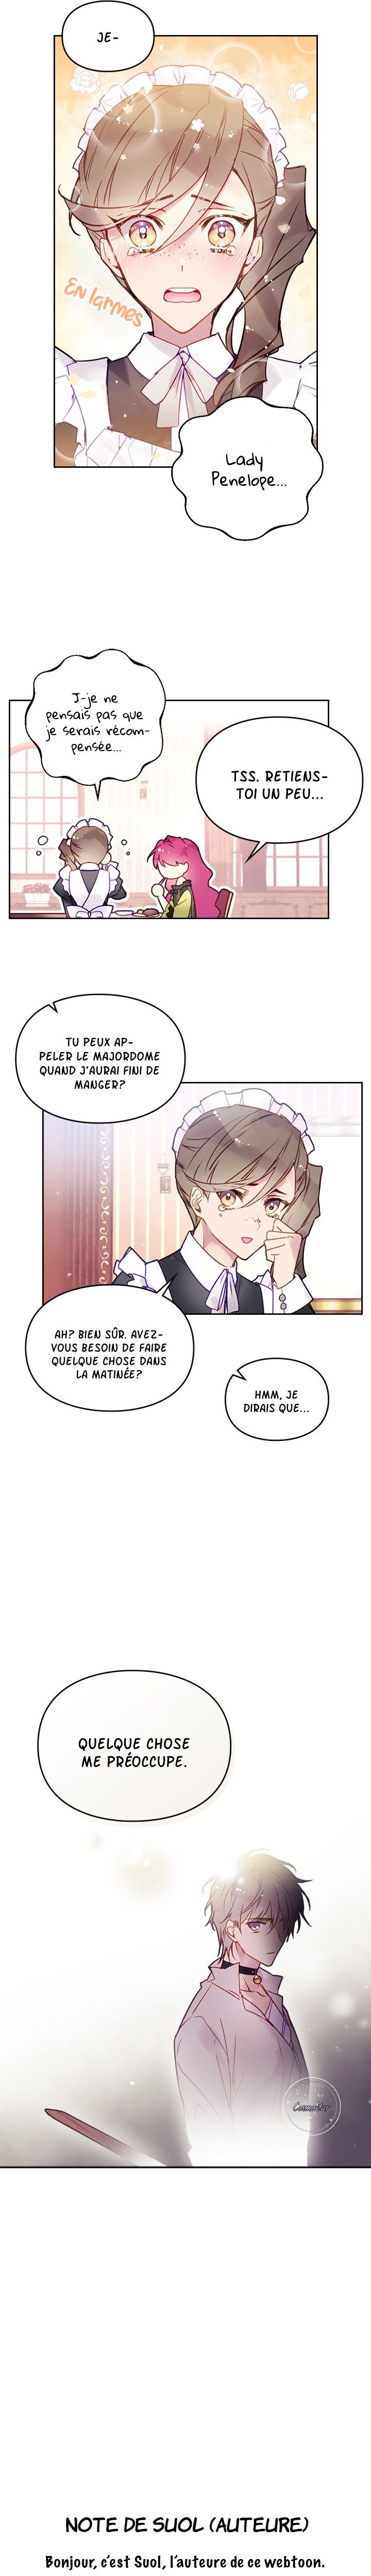 JE-
EN larmes
Lady
Penelope...
J-je ne
pensais pas que
je serais récom-
pensée...
TSS. RETIENS-
TOI UN PEU...
TU PEUX AP-
PELER LE MAJORDOME
QUAND J'AURAI FINI DE
MANGER?
AH? BIEN SÛR. AVEZ-
VOUS BESOIN DE FAIRE
QUELQUE CHOSE DANS
LA MATINÉE?
HMM, JE
DIRAIS QUE...
QUELQUE CHOSE
ME PRÉOCCUPE.
NOTE DE SUOL (AUTEURE)
Bonjour, c'est Suol, l'auteure de ce webtoon.